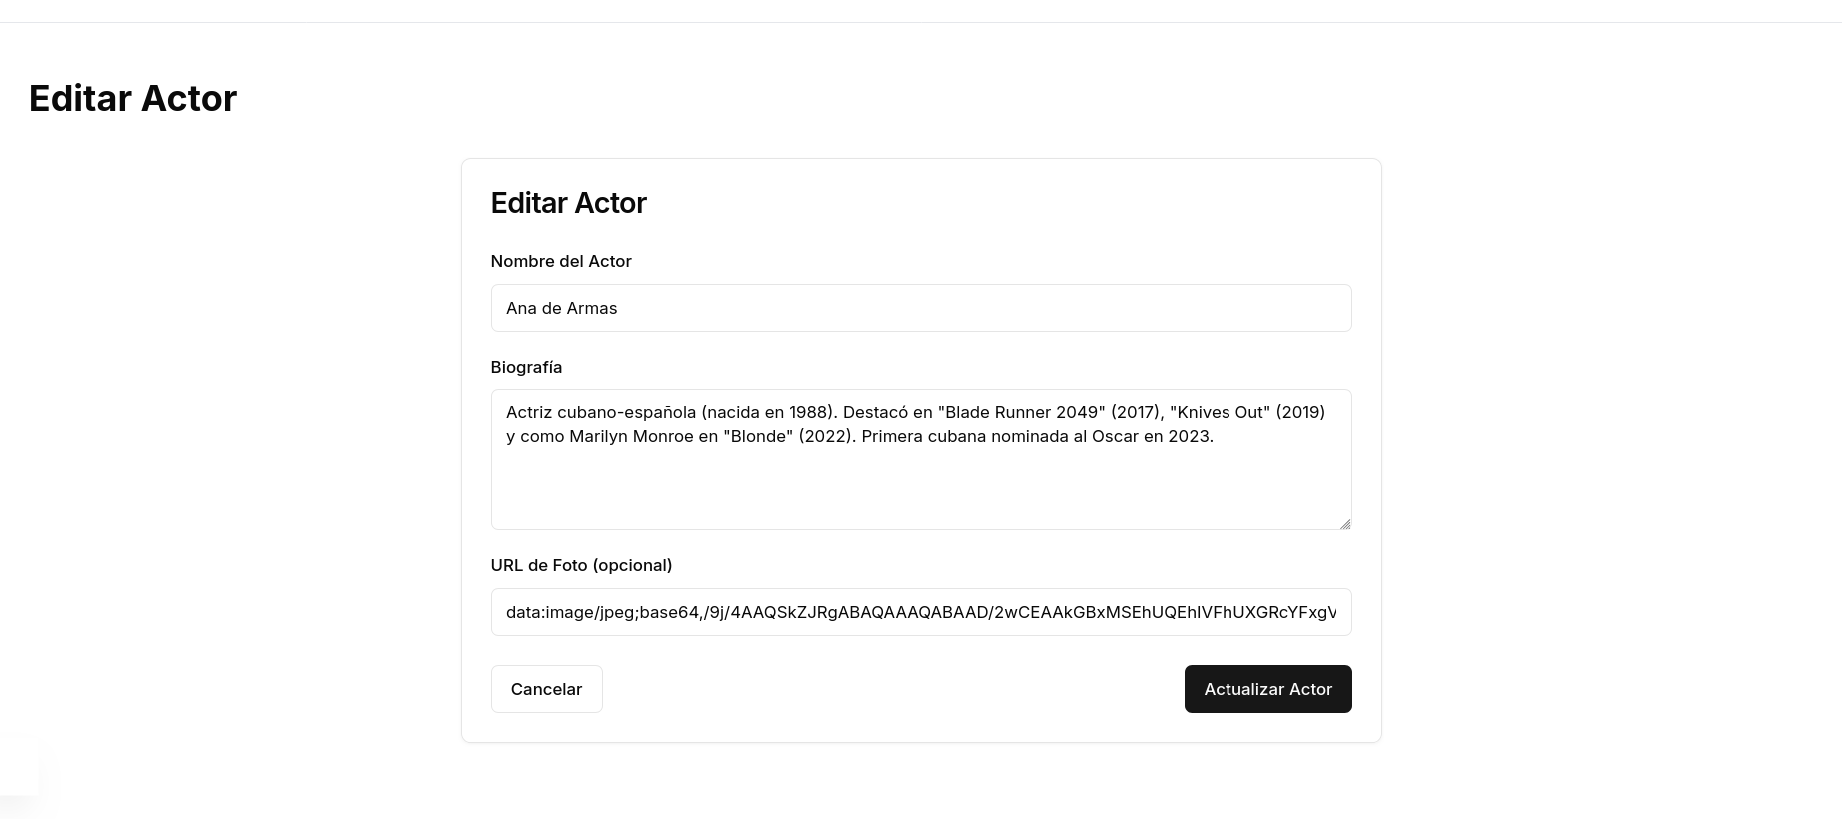 Editar Actor
Editar Actor
Nombre del Actor
Ana de Armas
Biografía
Actriz cubano-española (nacida en 1988). Destacó en "Blade Runner 2049" (2017), "Knives Out" (2019)
y como Marilyn Monroe en "Blonde" (2022). Primera cubana nominada al Oscar en 2023.
URL de Foto (opcional)
data:image/jpeg;base64,/9j/4AAQSkZJRgABAQAAAQABAAD/2wCEAAkGBxMSEhUQEhIVFhUXGRcYFxgV
Cancelar
Actualizar Actor